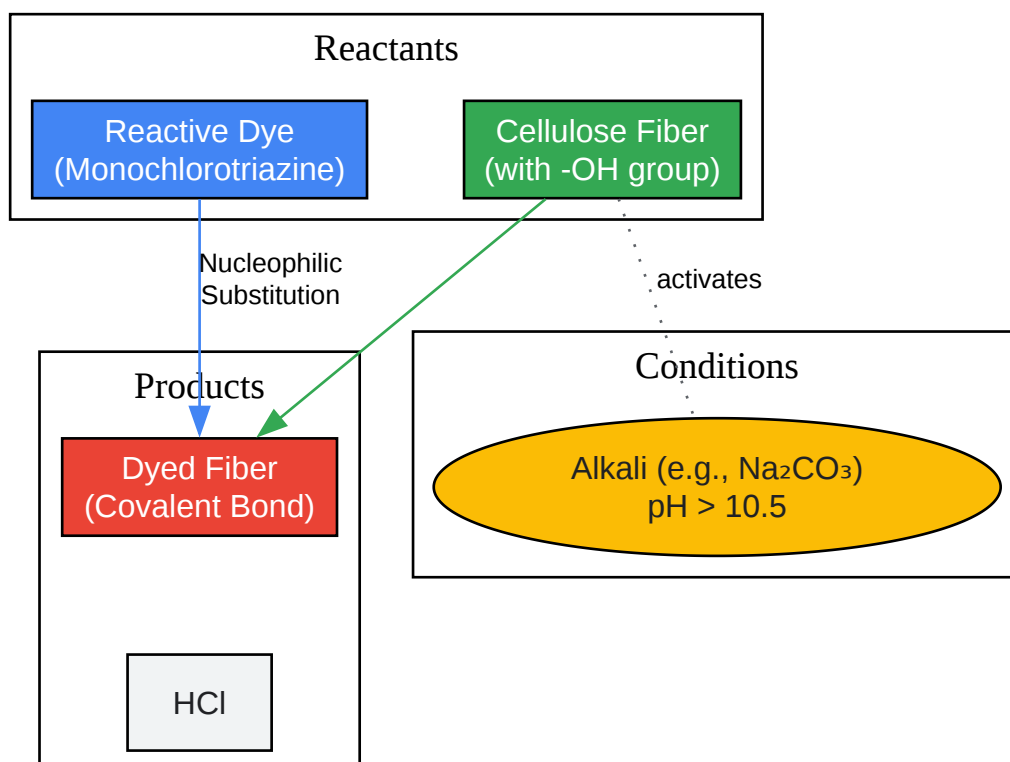 Reactants
Reactive Dye
(Monochlorotriazine)
Cellulose Fiber
(with -OH group)
Nucleophilic
Substitution
activates
Products
Dyed Fiber
(Covalent Bond)
HCl
Conditions
Alkali (e.g., Na₂CO₃)
pH > 10.5